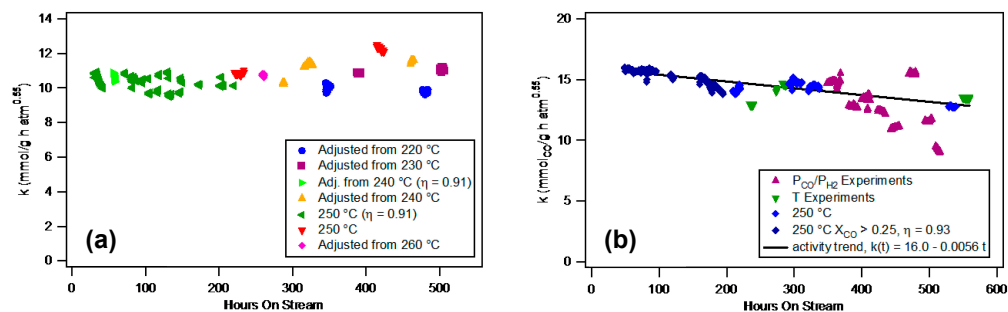 14
12
10
8
6
4
2
0
k (mmol/g h atm^0.55)
Adjusted from 220 °C
Adjusted from 230 °C
Adj. from 240 °C (η = 0.91)
Adjusted from 240 °C
250 °C (η = 0.91)
250 °C
Adjusted from 260 °C
(a)
0 100 200 300 400 500
Hours On Stream
20
15
10
5
0
k (mmol_CO/g h atm^0.55)
P_CO/P_H2 Experiments
T Experiments
250 °C
250 °C X_CO > 0.25, η = 0.93
activity trend, k(t) = 16.0 - 0.0056 t
(b)
0 100 200 300 400 500 600
Hours On Stream